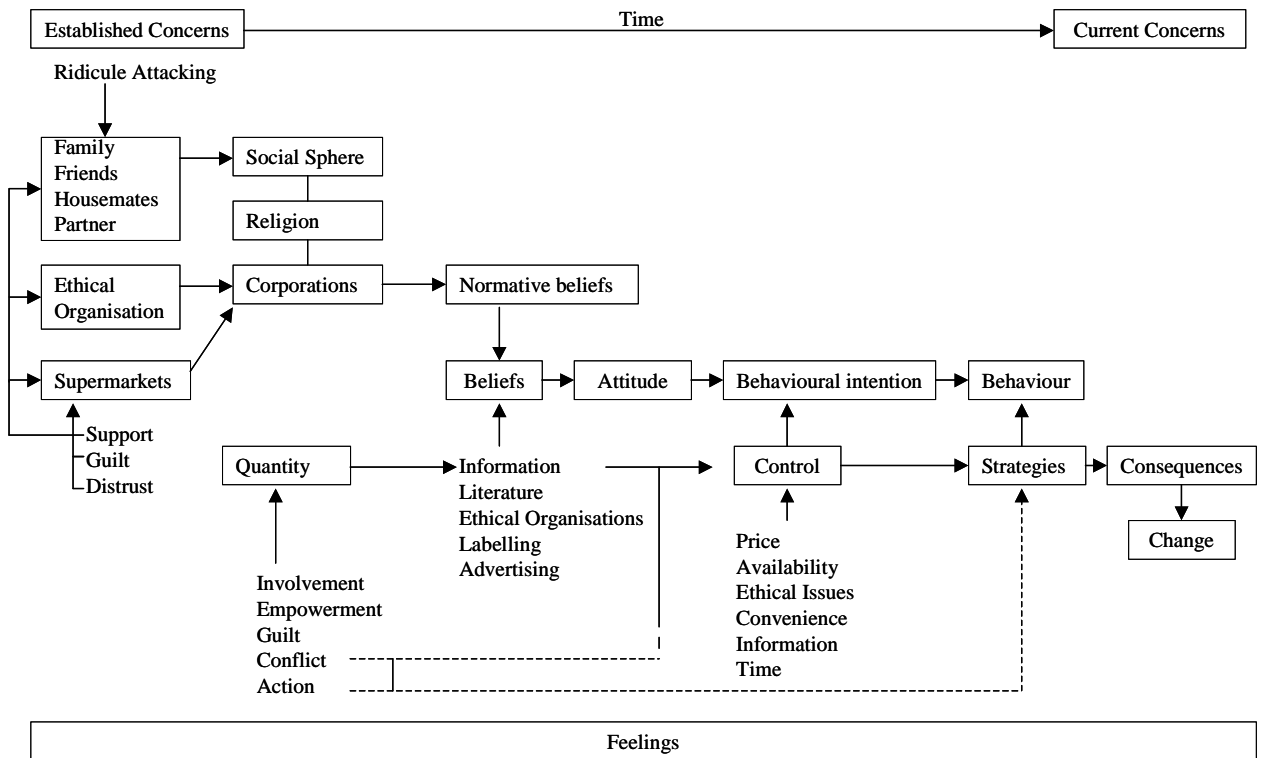 Time
Established Concerns
Current Concerns
Ridicule Attacking
Family
Friends
Housemates
Partner
Social Sphere
Religion
Ethical
Organisation
Corporations
Normative beliefs
Supermarkets
Beliefs
Attitude
Behavioural intention
Behaviour
Support
Guilt
Distrust
Quantity
Information
Literature
Ethical Organisations
Labelling
Advertising
Control
Strategies
Consequences
Change
Price
Availability
Ethical Issues
Convenience
Information
Time
Involvement
Empowerment
Guilt
Conflict
Action
Feelings